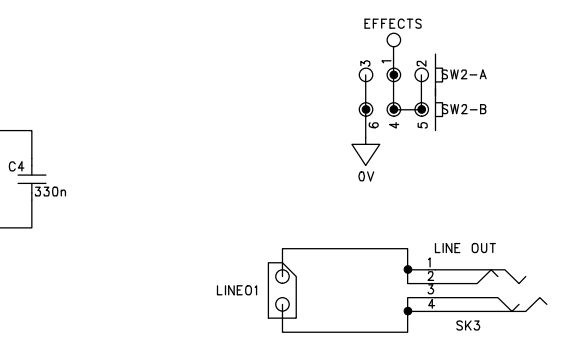 EFFECTS
3 1 2
SW2-A
SW2-B
6 4 5
0V
C4
330n
LINE OUT
1
2
LINE01
3
4
SK3